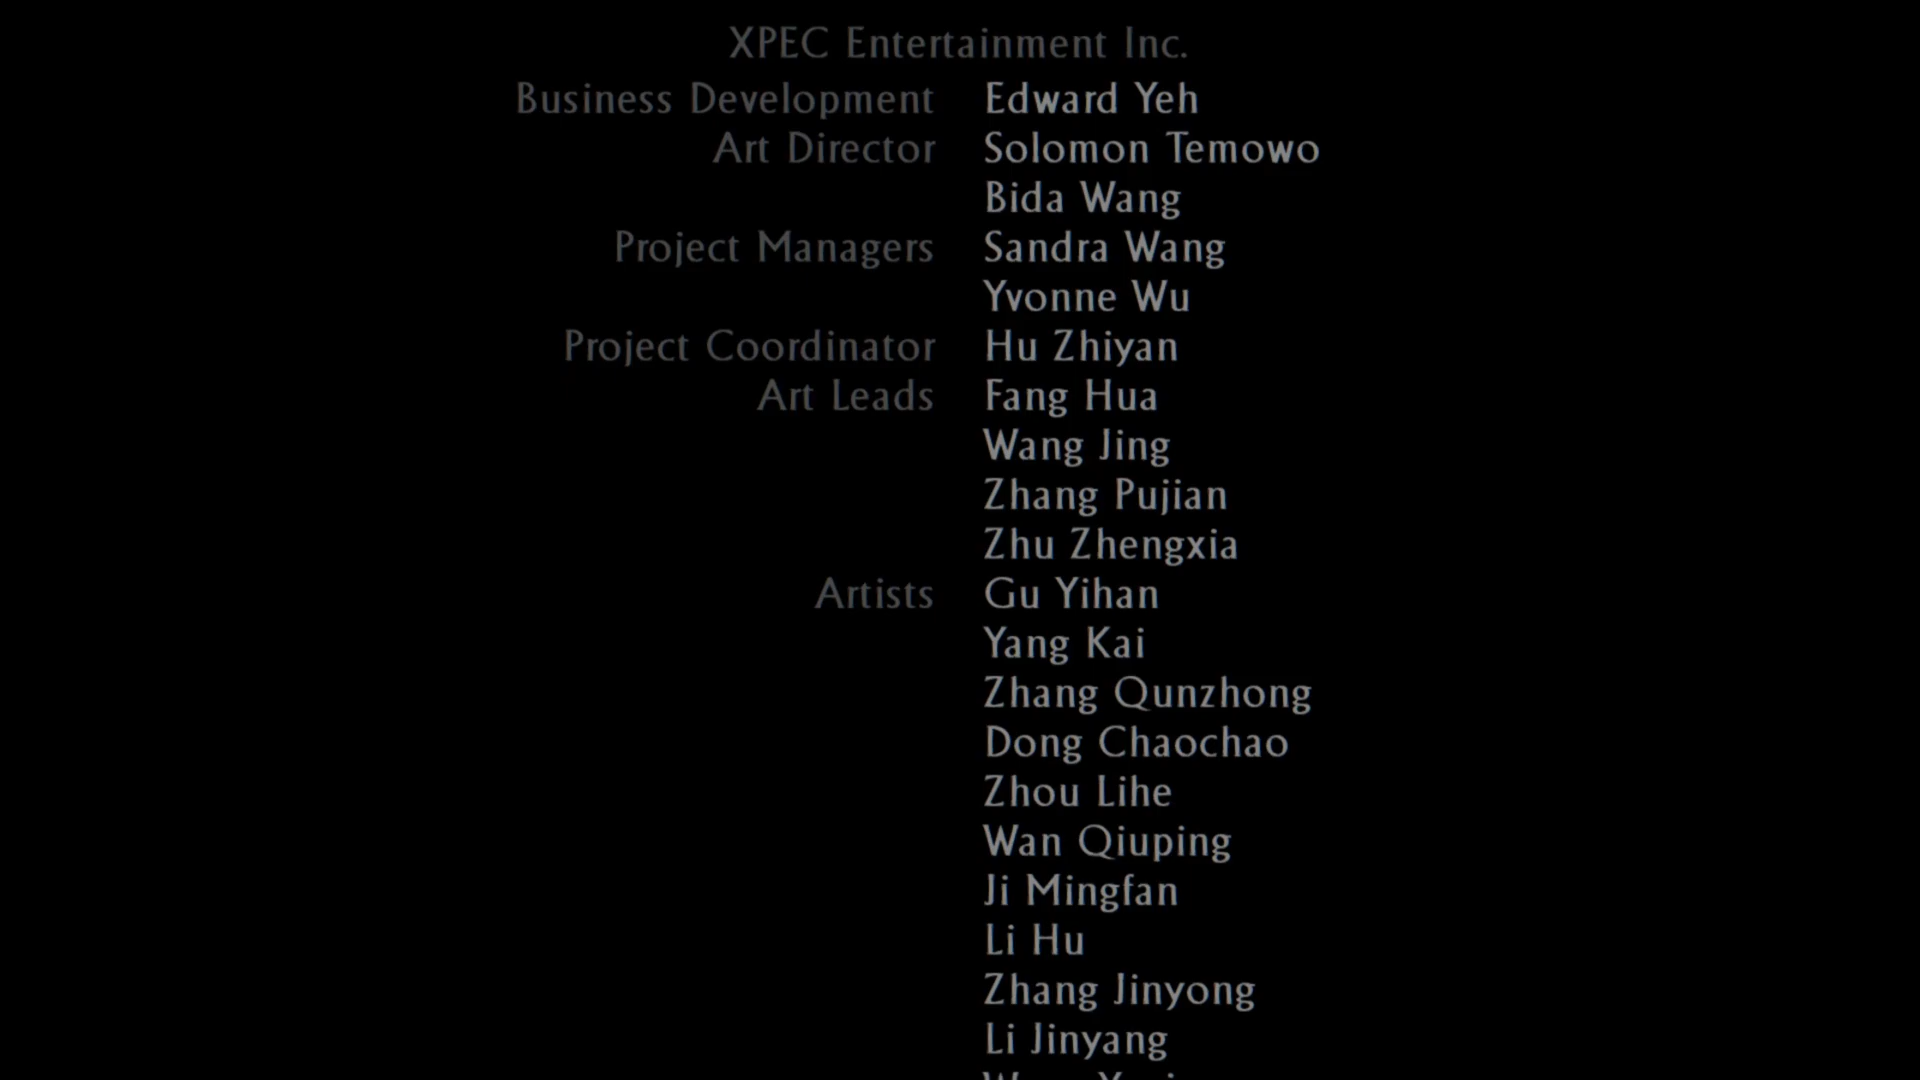 XPEC Entertainment Inc.
Business Development Edward Yeh
Art Director Solomon Temowo
Bida Wang
Project Managers Sandra Wang
Yvonne Wu
Project Coordinator Hu Zhiyan
Art Leads Fang Hua
Wang Jing
Zhang Pujian
Zhu Zhengxia
Artists Gu Yihan
Yang Kai
Zhang Qunzhong
Dong Chaochao
Zhou Lihe
Wan Qiuping
Ji Mingfan
Li Hu
Zhang Jinyong
Li Jinyang